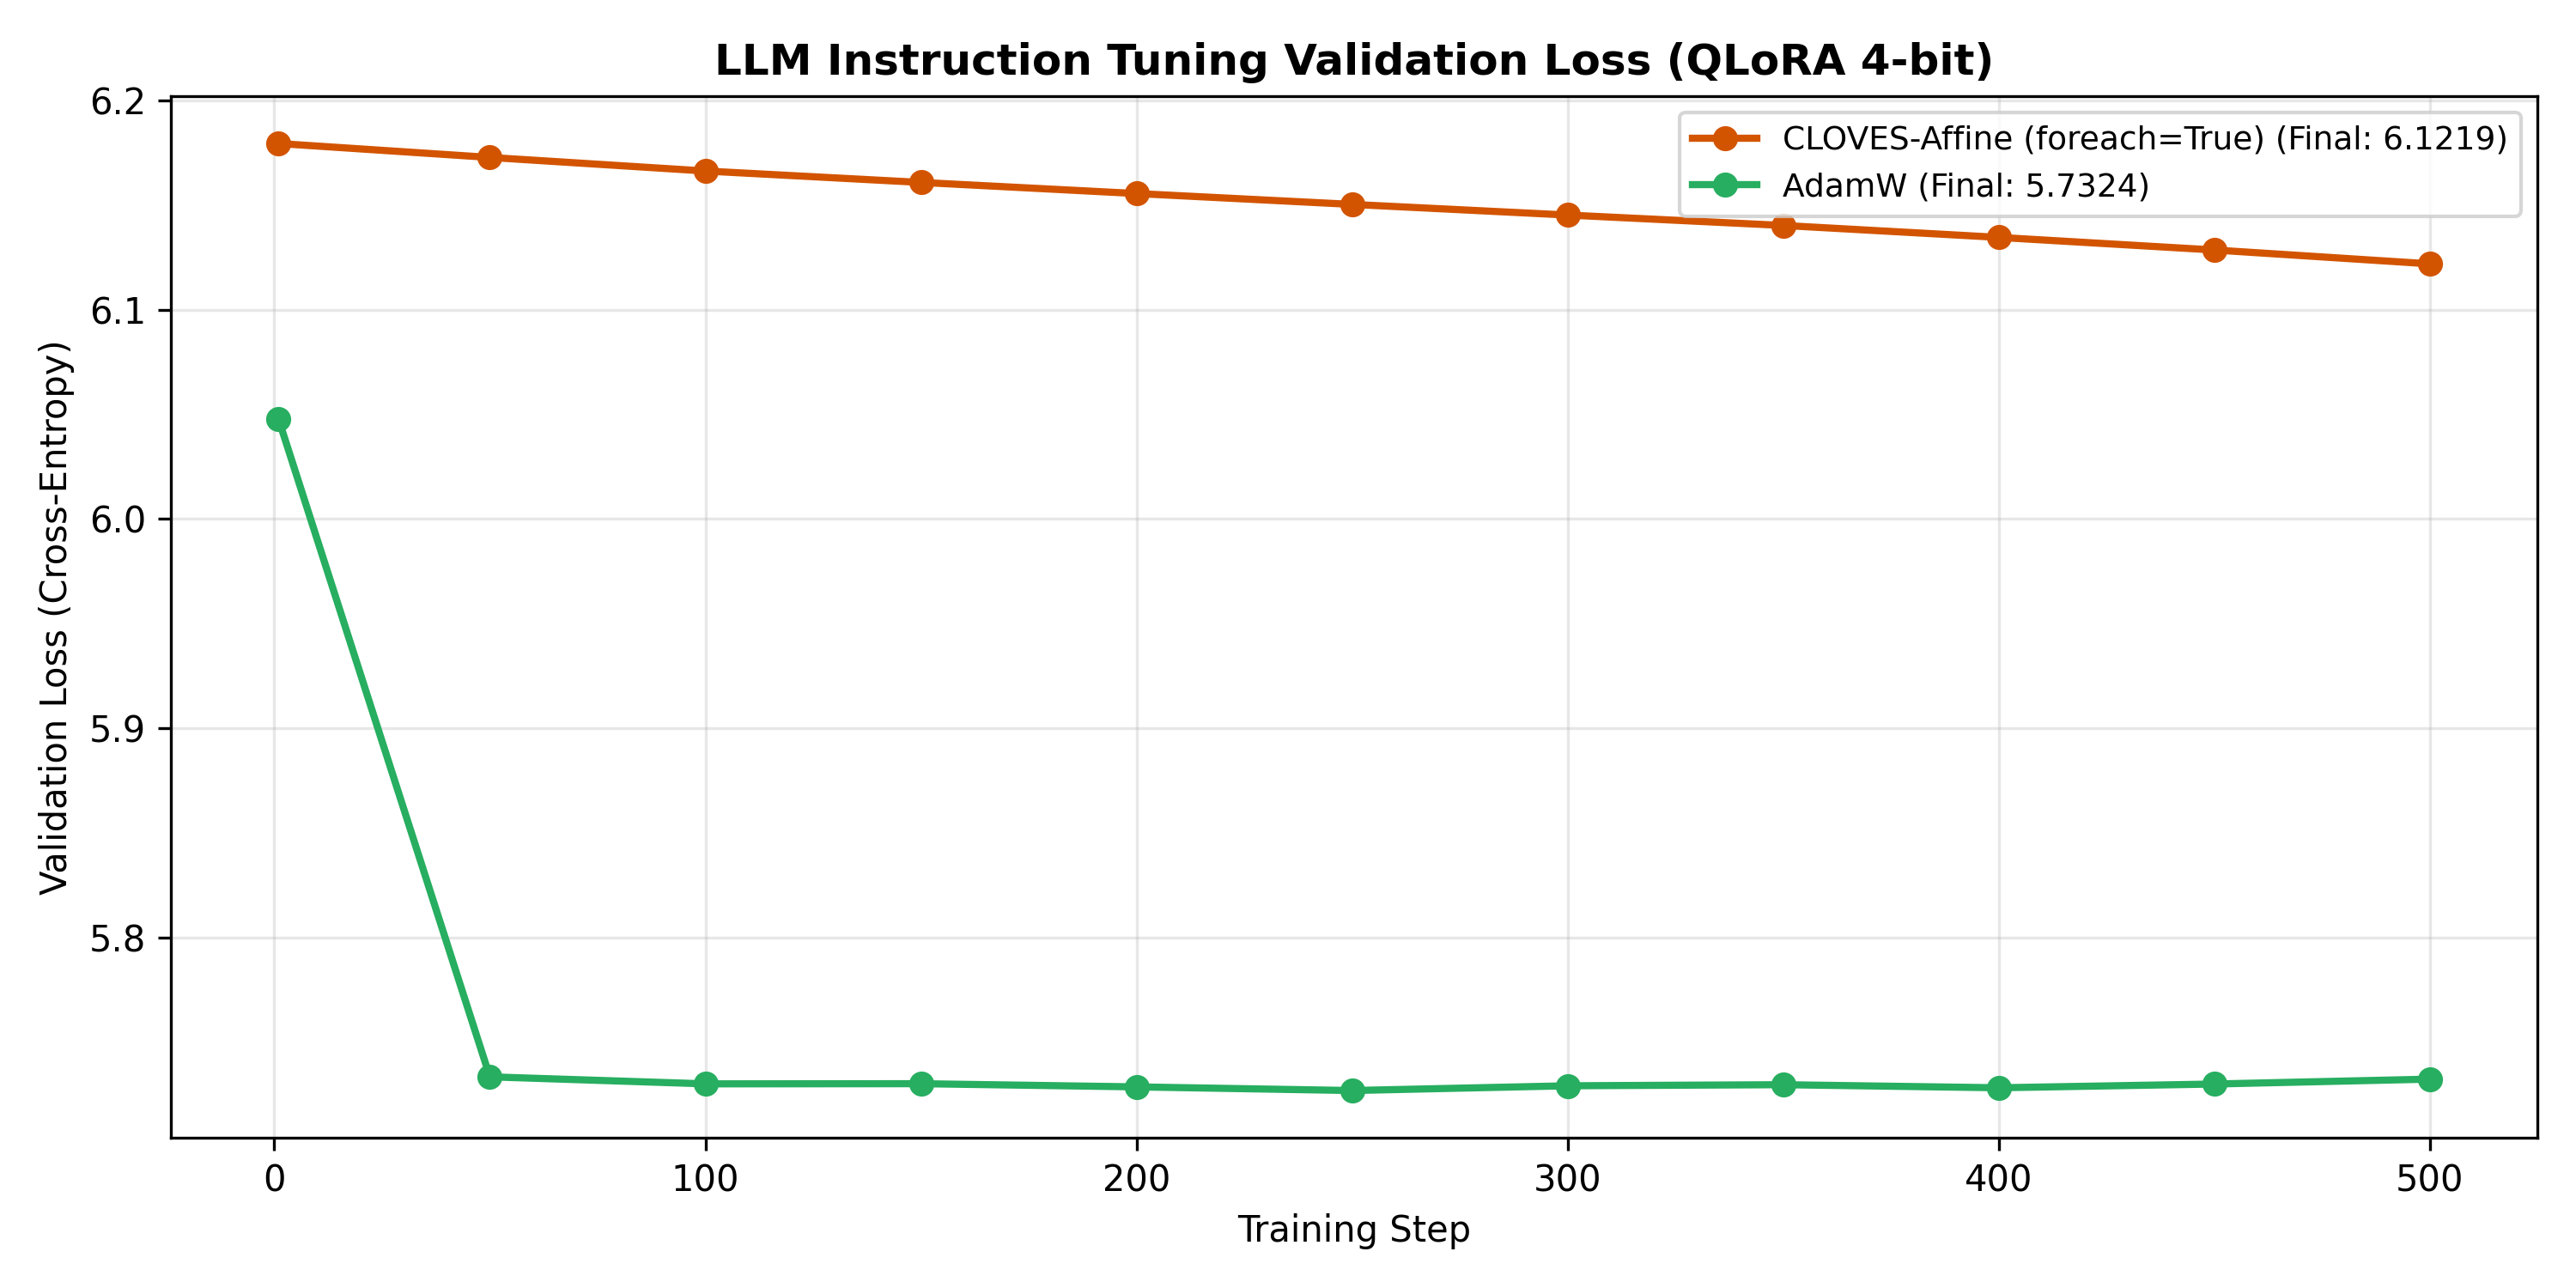 LLM Instruction Tuning Validation Loss (QLoRA 4-bit)
CLOVES-Affine (foreach=True) (Final: 6.1219)
AdamW (Final: 5.7324)
Validation Loss (Cross-Entropy)
6.2
6.1
6.0
5.9
5.8
0 100 200 300 400 500
Training Step